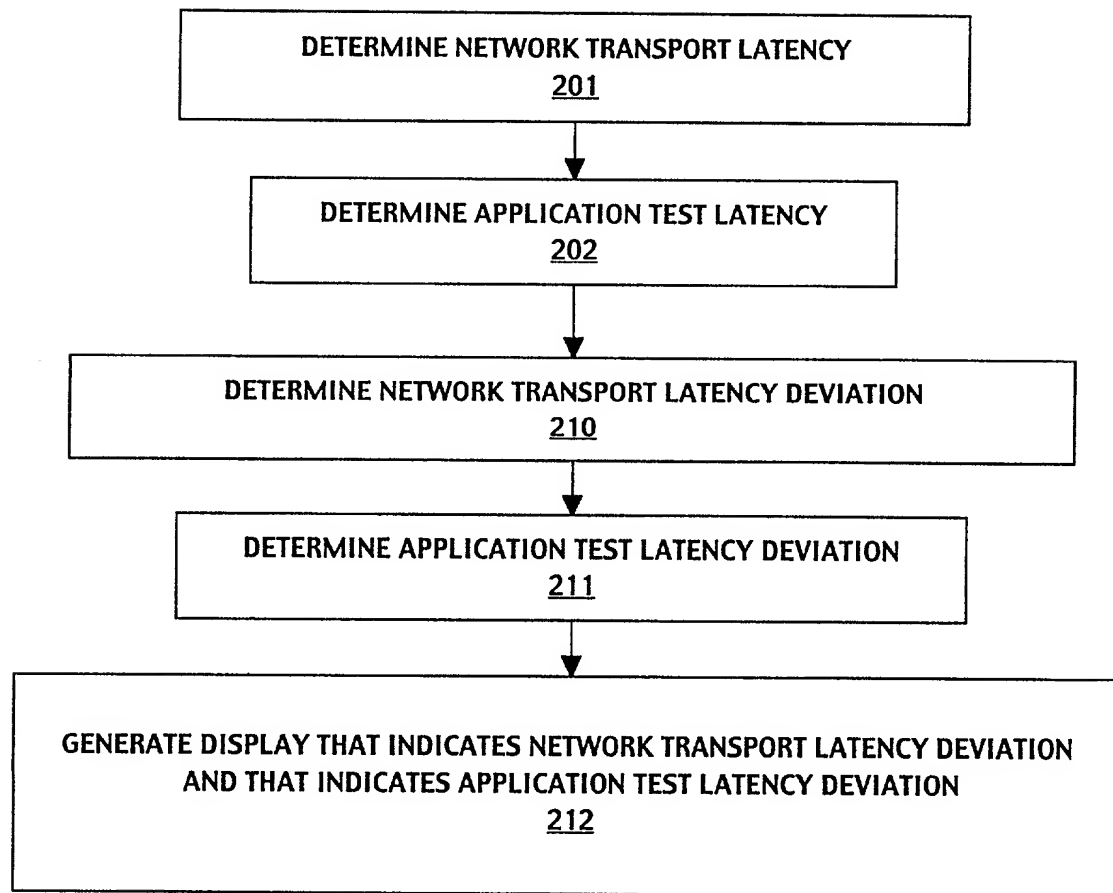 DETERMINE NETWORK TRANSPORT LATENCY
201
DETERMINE APPLICATION TEST LATENCY
202
DETERMINE NETWORK TRANSPORT LATENCY DEVIATION
210
DETERMINE APPLICATION TEST LATENCY DEVIATION
211
GENERATE DISPLAY THAT INDICATES NETWORK TRANSPORT LATENCY DEVIATION
AND THAT INDICATES APPLICATION TEST LATENCY DEVIATION
212